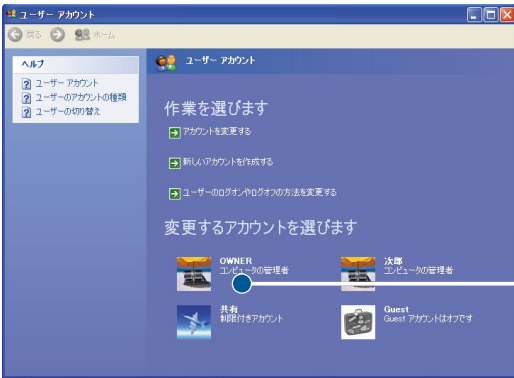 ユーザー アカウント
戻る ホーム
ヘルプ
ユーザー アカウント
ユーザーのアカウントの種類
ユーザーの切り替え
ユーザー アカウント
作業を選びます
アカウントを変更する
新しいアカウントを作成する
ユーザーのログオンやログオフの方法を変更する
変更するアカウントを選びます
OWNER
コンピュータの管理者
次郎
コンピュータの管理者
共有
制限付きアカウント
Guest
Guest アカウントはオフです